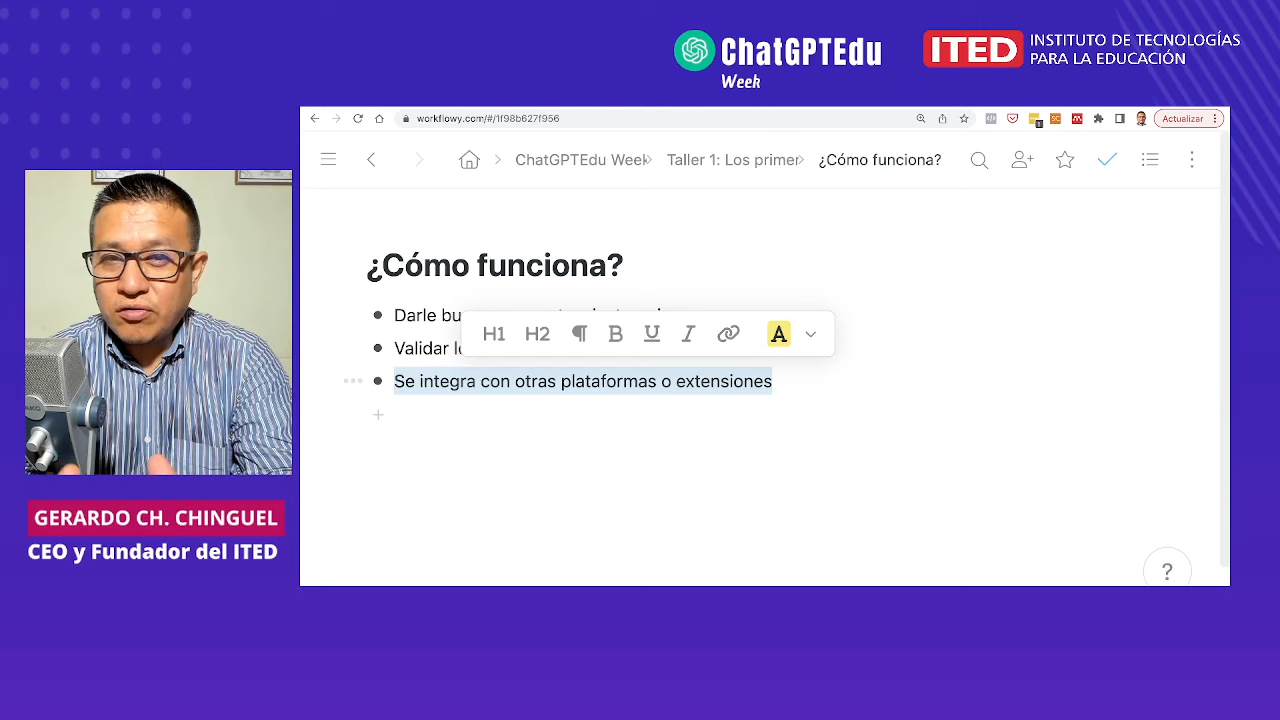 ChatGPTEdu
Week
ITED
INSTITUTO DE TECNOLOGÍAS
PARA LA EDUCACIÓN
workflowy.com/#/1f98b727f956
Actualizar
ChatGPTEdu Week
Taller 1: Los primer
¿Cómo funciona?
¿Cómo funciona?
Darle
H1 H2 B U I A
Validar
Se integra con otras plataformas o extensiones
?
AKG
GERARDO CH. CHINGUEL
CEO y Fundador del ITED